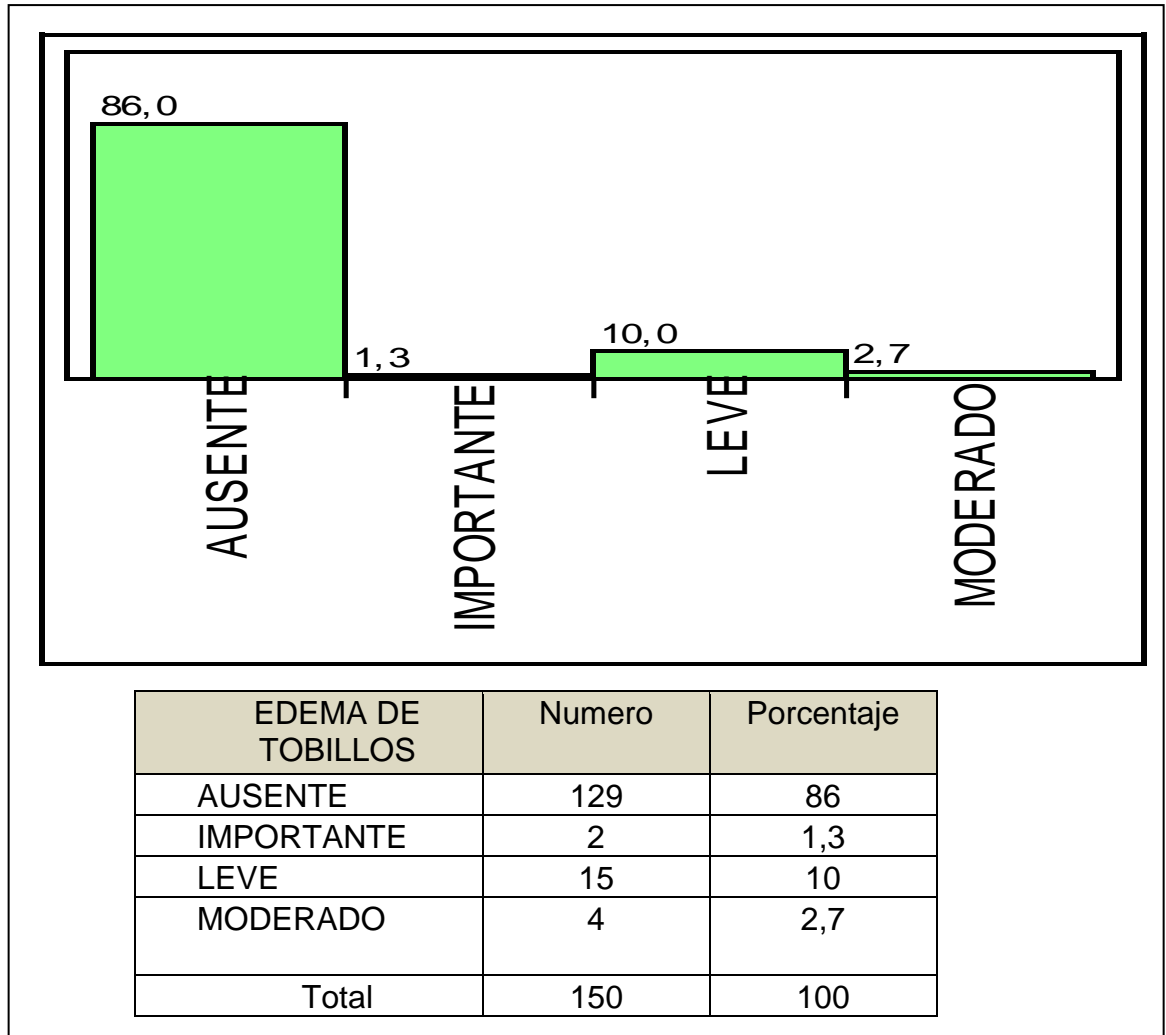 86,0
1,3
10,0
2,7
AUSENTE
IMPORTANTE
LEVE
MODERADO
EDEMA DE TOBILLOS Numero Porcentaje
AUSENTE 129 86
IMPORTANTE 2 1,3
LEVE 15 10
MODERADO 4 2,7
Total 150 100